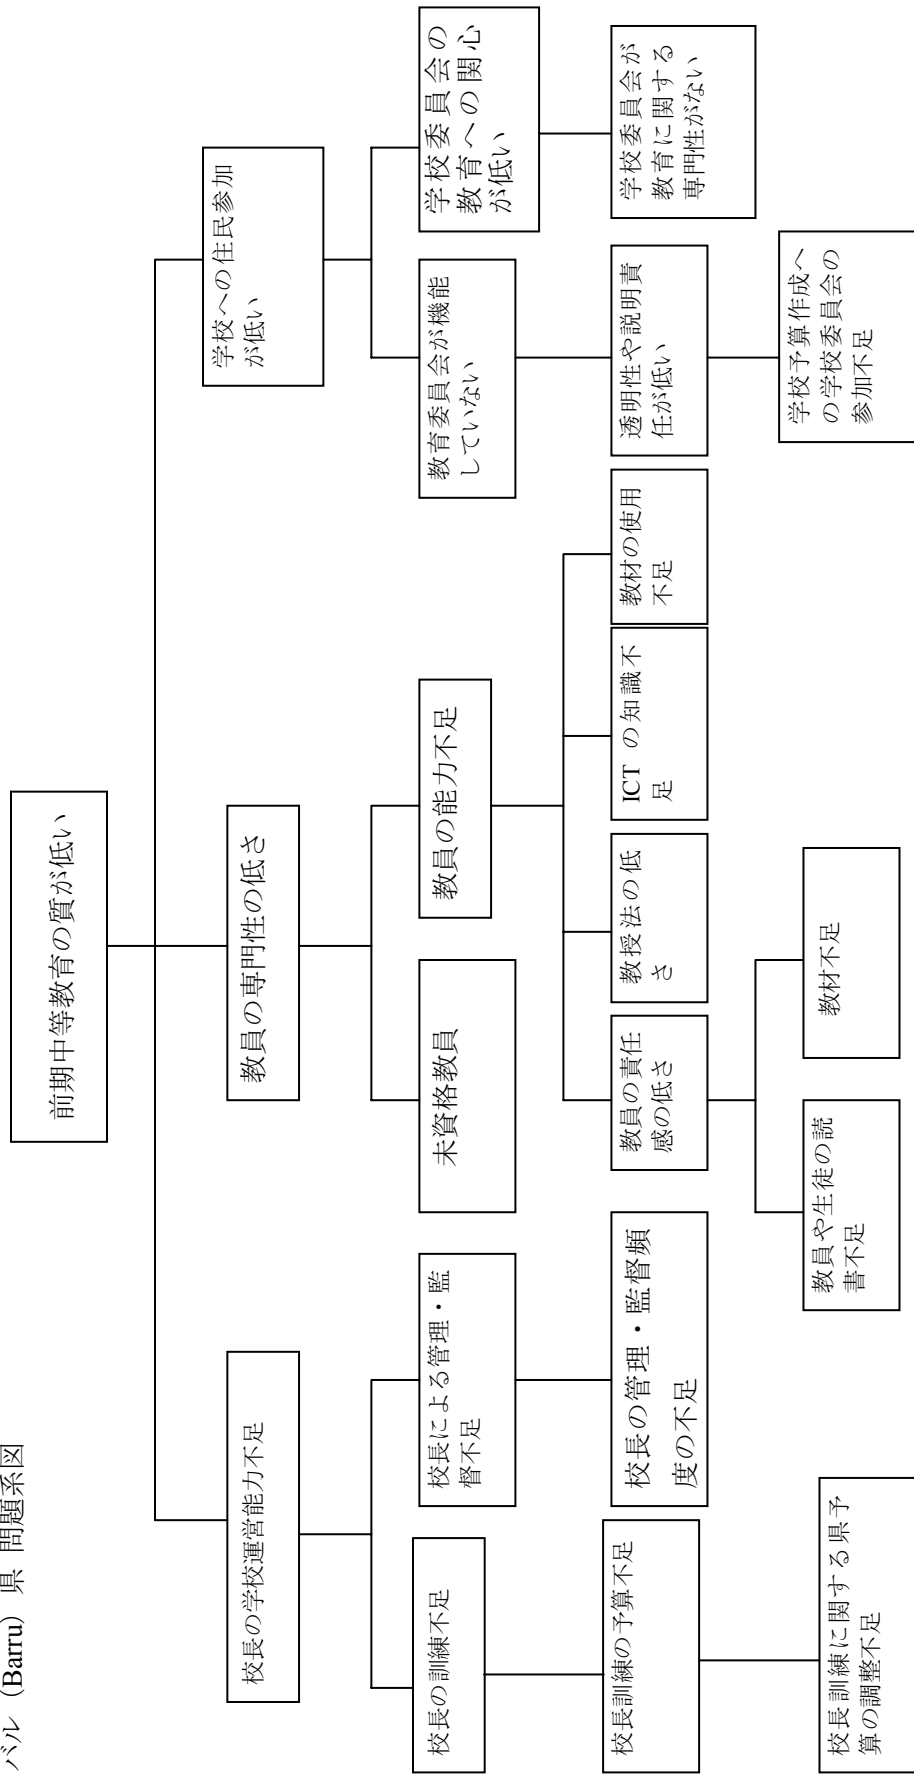 バル（Barru）県 問題系図
前期中等教育の質が低い
校長の学校運営能力不足
教員の専門性の低さ
学校への住民参加
が低い
校長の訓練不足
校長による管理・監
督不足
未資格教員
教員の能力不足
教育委員会が機能
していない
学校委員会の
教育への関心
が低い
校長訓練の予算不足
校長の管理・監督頻
度の不足
教員の責任
感の低さ
教授法の低
さ
ICT の知識不
足
教材の使用
不足
透明性や説明責
任が低い
学校委員会が
教育に関する
専門性がない
校長訓練に関する県予
算の調整不足
教員や生徒の読
書不足
教材不足
学校予算作成へ
の学校委員会の
参加不足